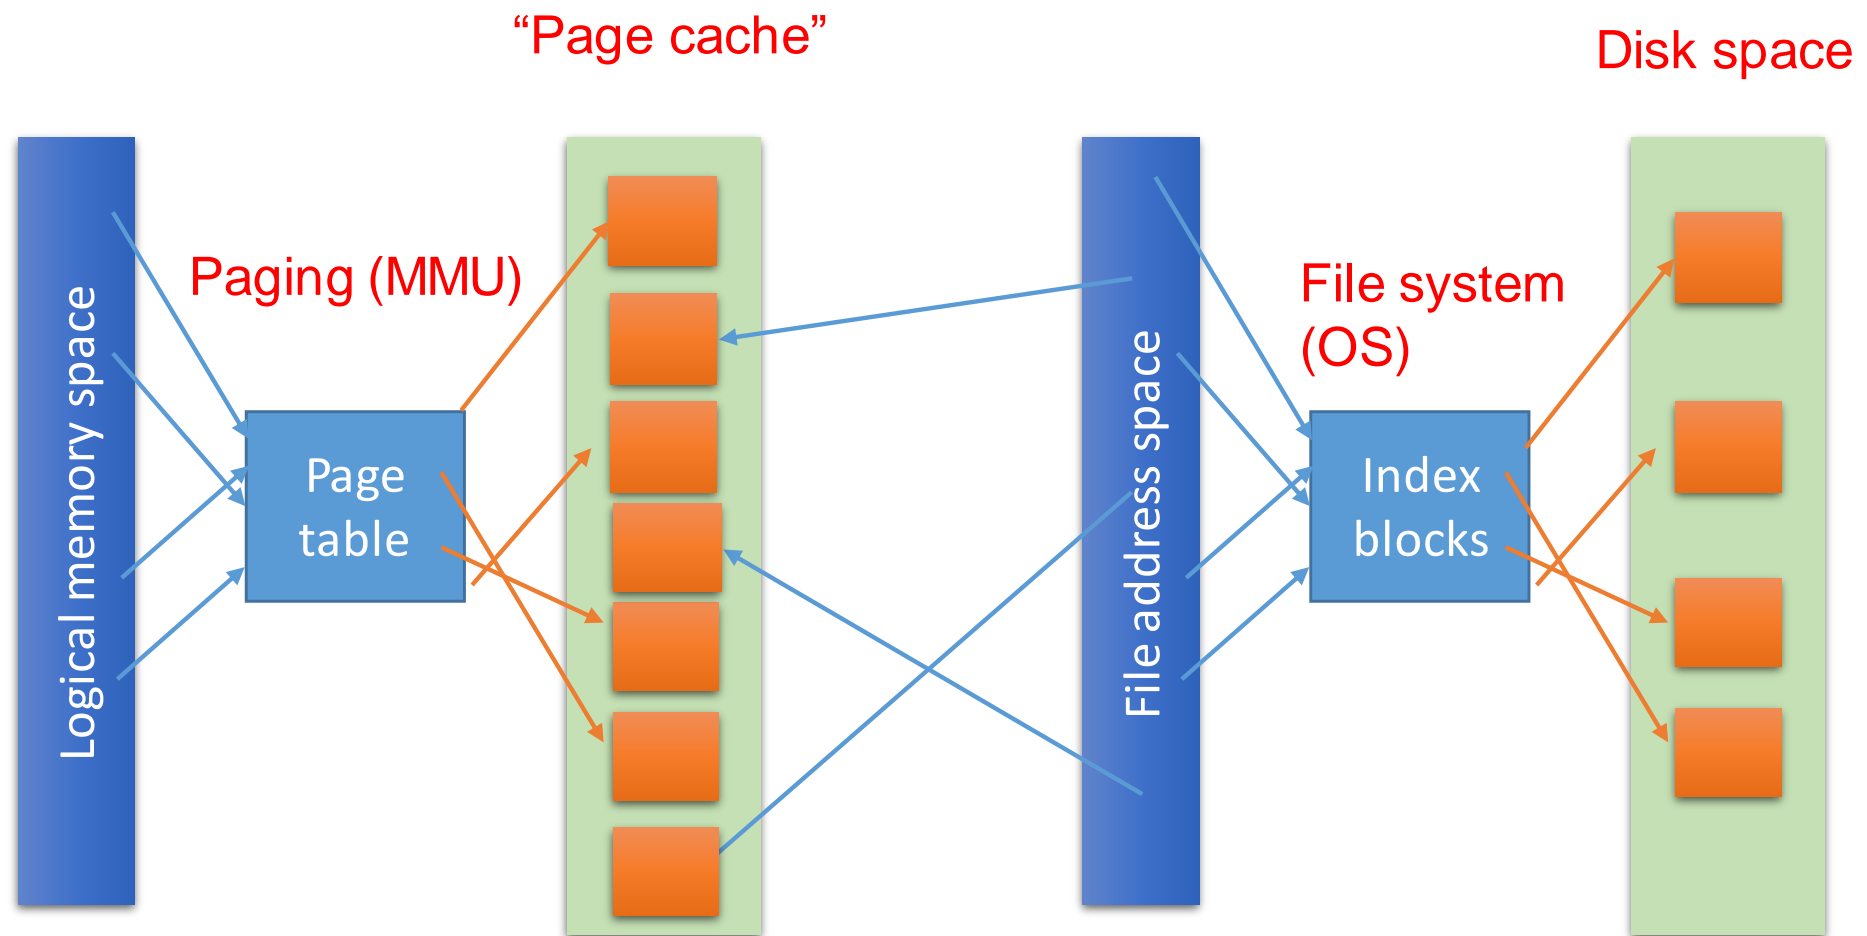 “Page cache”
Disk space
Paging (MMU)
File system
(OS)
Logical memory space
Page
table
File address space
Index
blocks